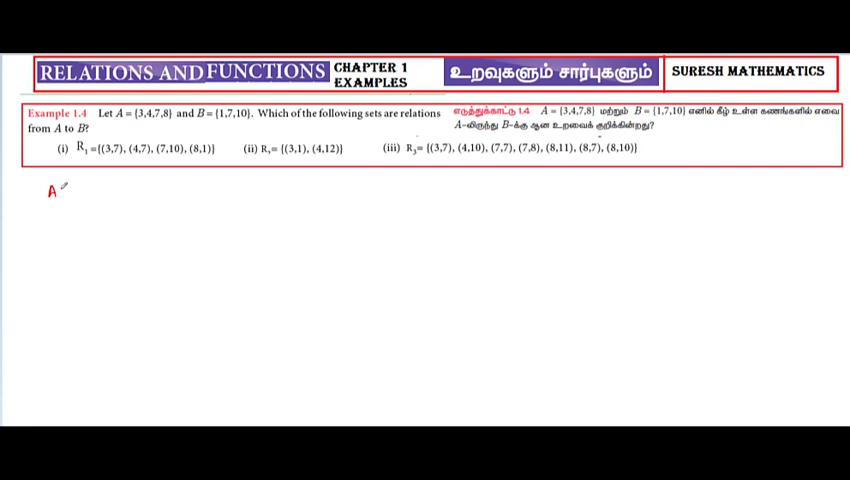 RELATIONS AND FUNCTIONS
CHAPTER 1
EXAMPLES
உறவுகளும் சார்புகளும்
SURESH MATHEMATICS
Example 1.4 Let A = {3,4,7,8} and B = {1,7,10}. Which of the following sets are relations
from A to B?
எடுத்துக்காட்டு 1.4 A = {3,4,7,8} மற்றும் B = {1,7,10} எனில் கீழ் உள்ள கணங்களில் எவை
A-லிருந்து B-க்கு ஆன உறவைக் குறிக்கின்றது?
(i) R1 ={(3,7), (4,7), (7,10), (8,1)} (ii) R, = {(3,1), (4,12)} (iii) R3= {(3,7), (4,10), (7,7), (7,8), (8,11), (8,7), (8,10)}
A